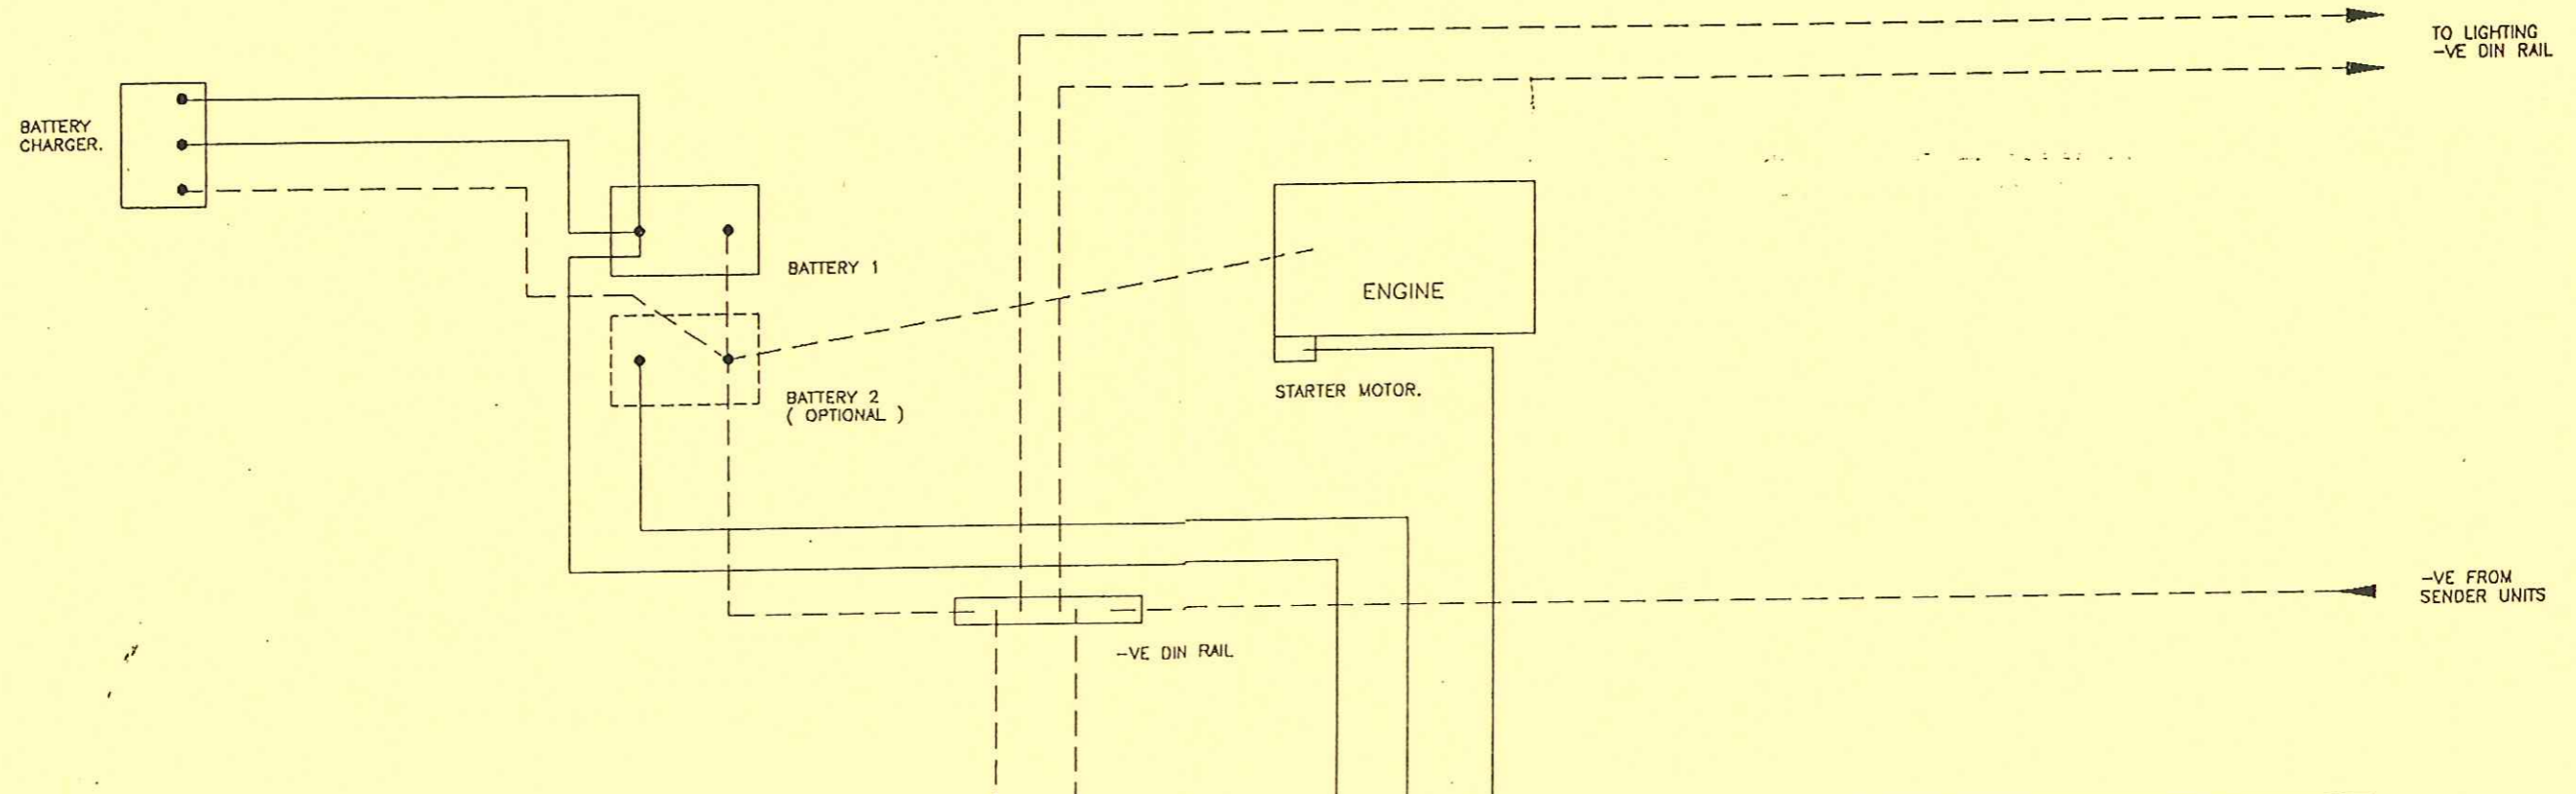 TO LIGHTING
-VE DIN RAIL
BATTERY
CHARGER.
BATTERY 1
ENGINE
BATTERY 2
( OPTIONAL )
STARTER MOTOR.
-VE FROM
SENDER UNITS
-VE DIN RAIL